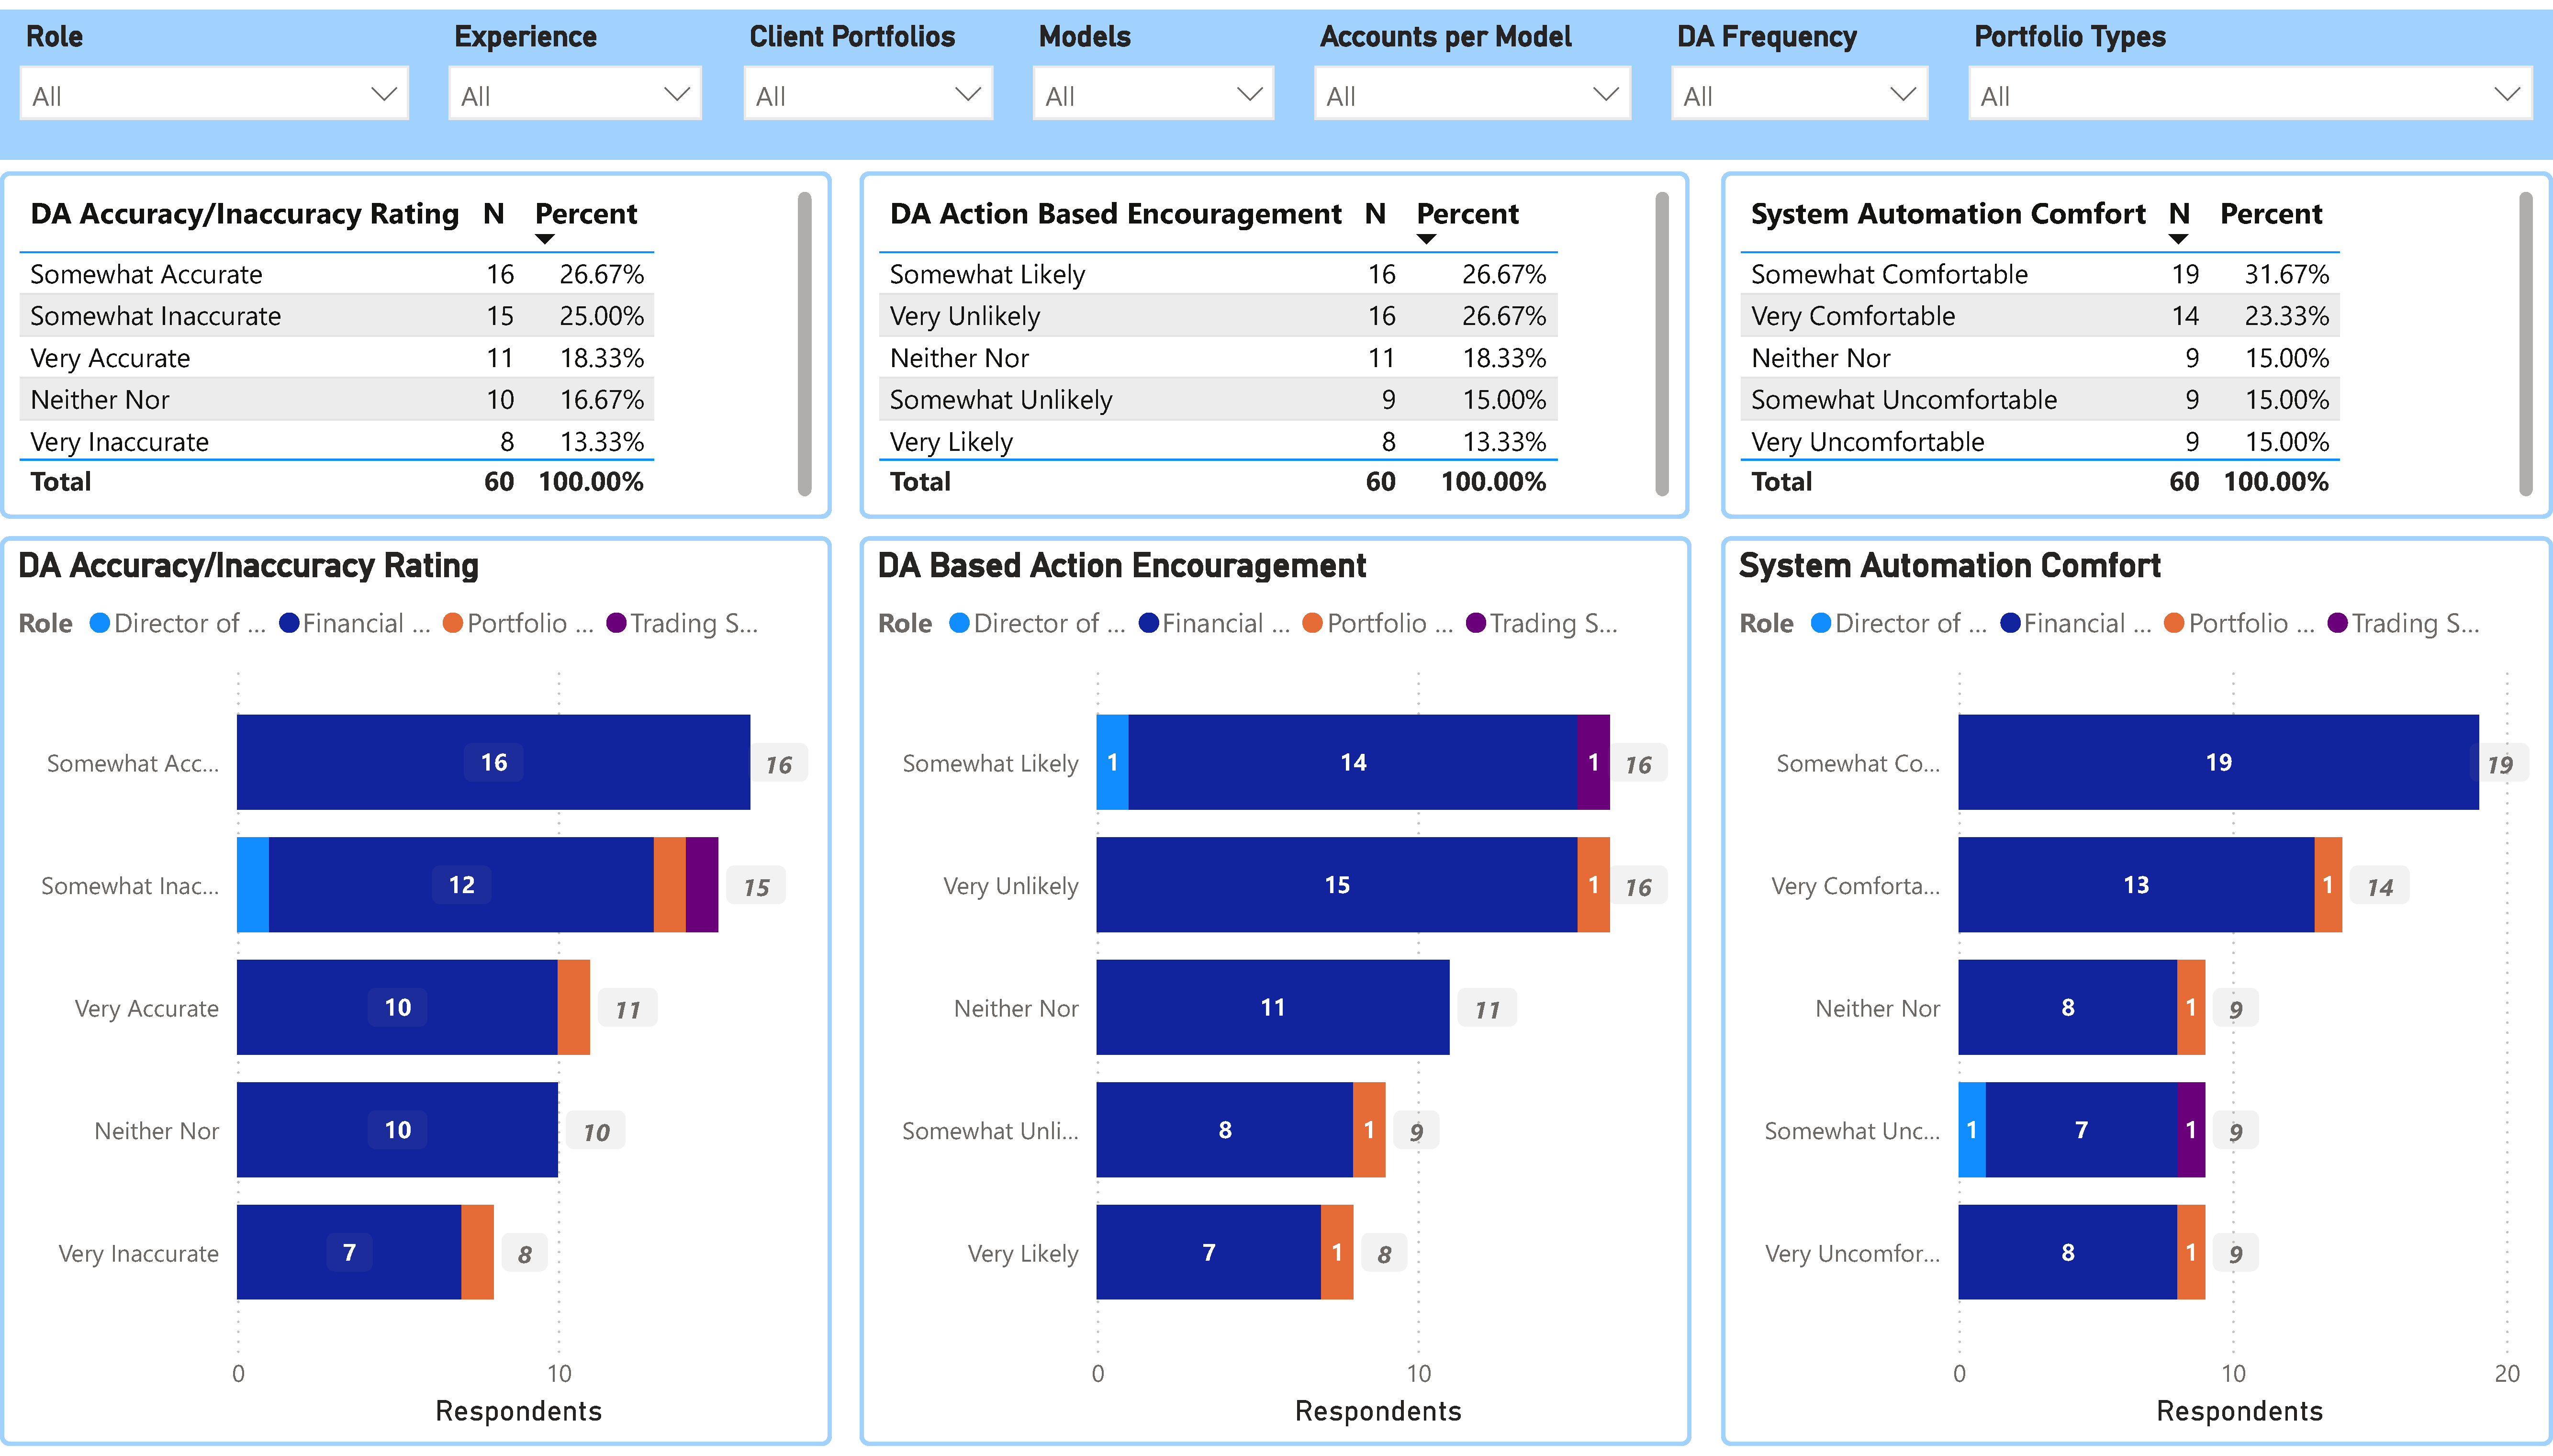 Role Experience Client Portfolios Models Accounts per Model DA Frequency Portfolio Types
All All All All All All All
DA Accuracy/Inaccuracy Rating N Percent
Somewhat Accurate 16 26.67%
Somewhat Inaccurate 15 25.00%
Very Accurate 11 18.33%
Neither Nor 10 16.67%
Very Inaccurate 8 13.33%
Total 60 100.00%
DA Action Based Encouragement N Percent
Somewhat Likely 16 26.67%
Very Unlikely 16 26.67%
Neither Nor 11 18.33%
Somewhat Unlikely 9 15.00%
Very Likely 8 13.33%
Total 60 100.00%
System Automation Comfort N Percent
Somewhat Comfortable 19 31.67%
Very Comfortable 14 23.33%
Neither Nor 9 15.00%
Somewhat Uncomfortable 9 15.00%
Very Uncomfortable 9 15.00%
Total 60 100.00%
DA Accuracy/Inaccuracy Rating
Role Director of ... Financial ... Portfolio ... Trading S...
Somewhat Acc... 16 16
Somewhat Inac... 12 15
Very Accurate 10 11
Neither Nor 10 10
Very Inaccurate 7 8
0 10
Respondents
DA Based Action Encouragement
Role Director of ... Financial ... Portfolio ... Trading S...
Somewhat Likely 1 14 1 16
Very Unlikely 15 1 16
Neither Nor 11 11
Somewhat Unli... 8 1 9
Very Likely 7 1 8
0 10
Respondents
System Automation Comfort
Role Director of ... Financial ... Portfolio ... Trading S...
Somewhat Co... 19 19
Very Comforta... 13 1 14
Neither Nor 8 1 9
Somewhat Unc... 1 7 1 9
Very Uncomfor... 8 1 9
0 10 20
Respondents